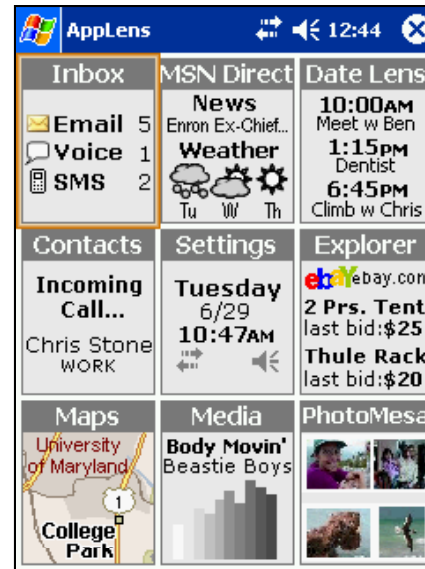 AppLens 12:44
Inbox
Email 5
Voice 1
SMS 2
MSN Direct
News
Enron Ex-Chief...
Weather
Tu W Th
Date Lens
10:00AM
Meet w Ben
1:15PM
Dentist
6:45PM
Climb w Chris
Contacts
Incoming
Call...
Chris Stone
WORK
Settings
Tuesday
6/29
10:47AM
Explorer
ebay ebay.com
2 Prs. Tent
last bid:$25
Thule Rack
last bid:$20
Maps
University
of Maryland
1
College
Park
Media
Body Movin'
Beastie Boys
PhotoMesa